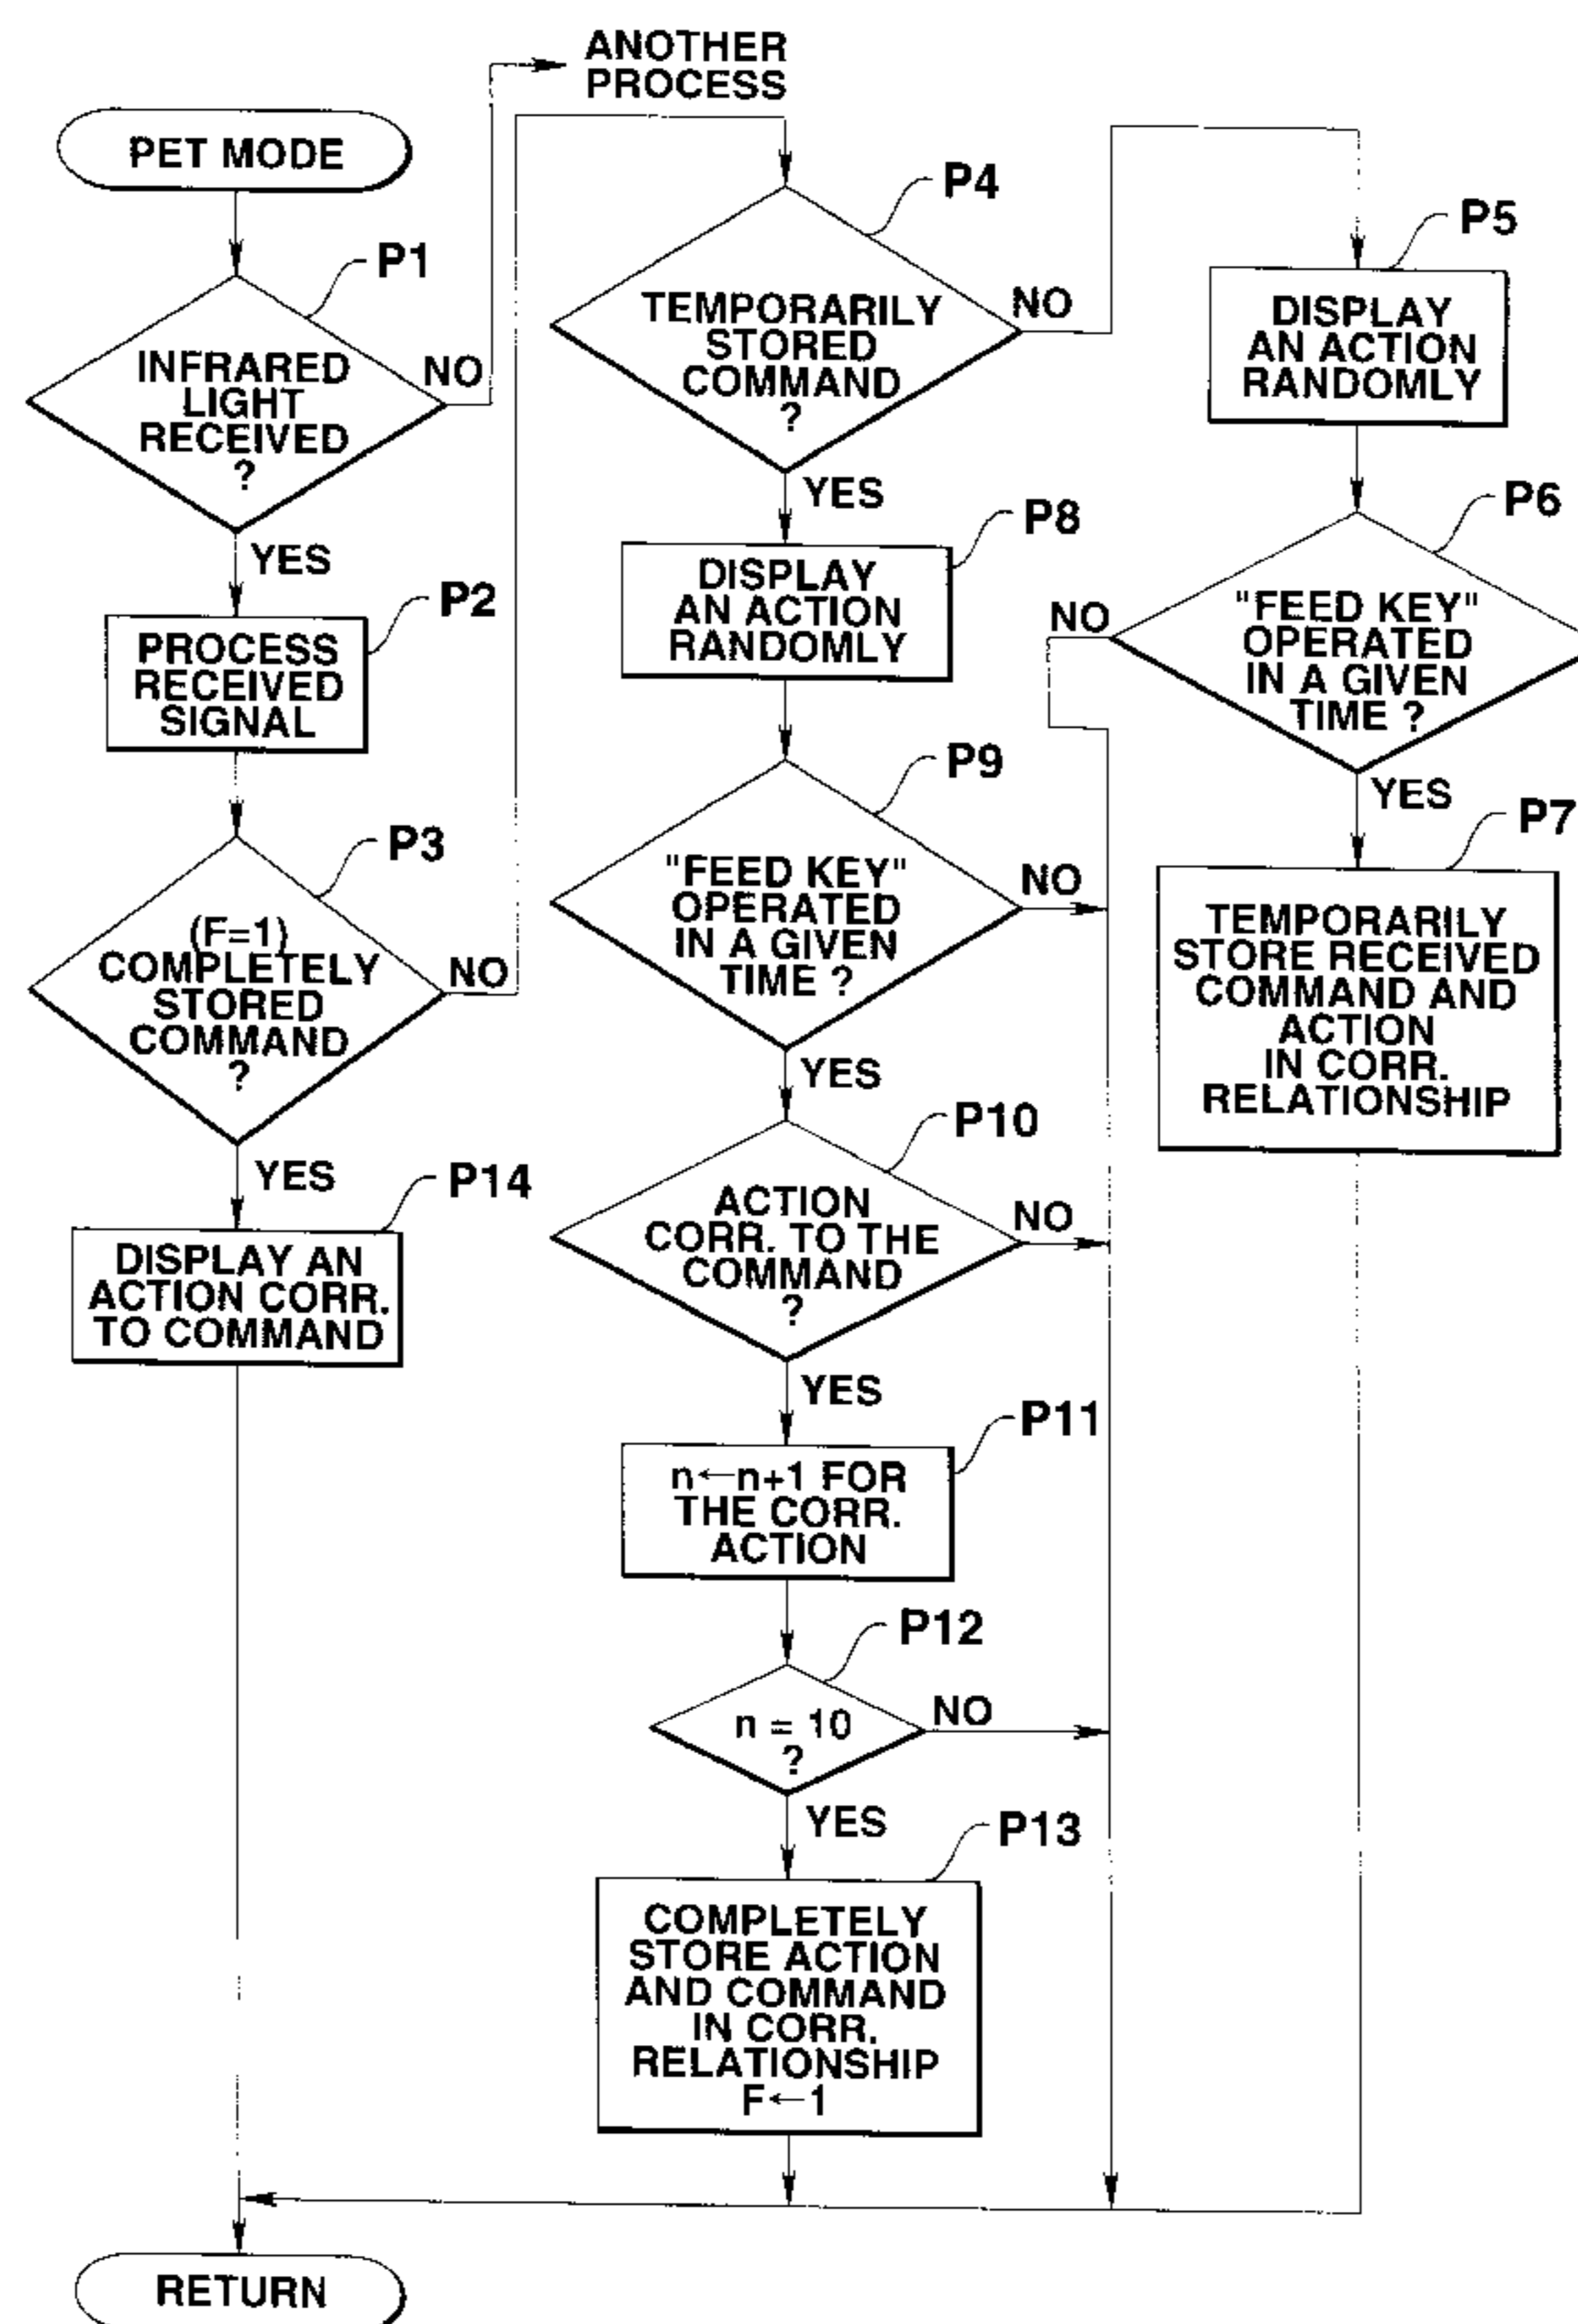 ANOTHER
PROCESS
PET MODE
P1
INFRARED
LIGHT
RECEIVED
?
NO
YES
P2
PROCESS
RECEIVED
SIGNAL
P3
(F=1)
COMPLETELY
STORED
COMMAND
?
NO
YES
P14
DISPLAY AN
ACTION CORR.
TO COMMAND
P4
TEMPORARILY
STORED
COMMAND
?
NO
YES
P8
DISPLAY
AN ACTION
RANDOMLY
P9
"FEED KEY"
OPERATED
IN A GIVEN
TIME ?
NO
YES
P10
ACTION
CORR. TO THE
COMMAND
?
NO
YES
P11
n←n+1 FOR
THE CORR.
ACTION
P12
n = 10
?
NO
YES
P13
COMPLETELY
STORE ACTION
AND COMMAND
IN CORR.
RELATIONSHIP
F←1
P5
DISPLAY
AN ACTION
RANDOMLY
P6
"FEED KEY"
OPERATED
IN A GIVEN
TIME ?
NO
YES
P7
TEMPORARILY
STORE RECEIVED
COMMAND AND
ACTION
IN CORR.
RELATIONSHIP
RETURN